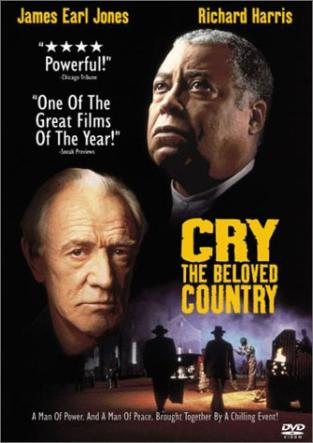 James Earl Jones Richard Harris
"★★★★
Powerful!"
-Chicago Tribune
"One Of The
Great Films
Of The Year!"
-Sneak Previews
CRY
THE BELOVED
COUNTRY
A Man Of Power, And A Man Of Peace, Brought Together By A Chilling Event!
DVD
VIDEO